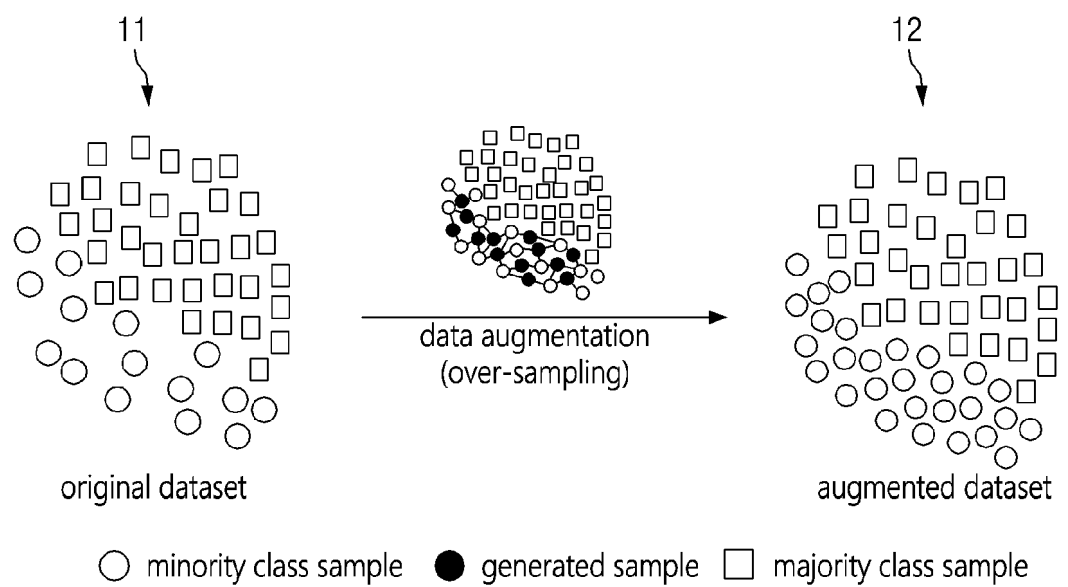 11
12
data augmentation
(over-sampling)
original dataset
augmented dataset
minority class sample
generated sample
majority class sample